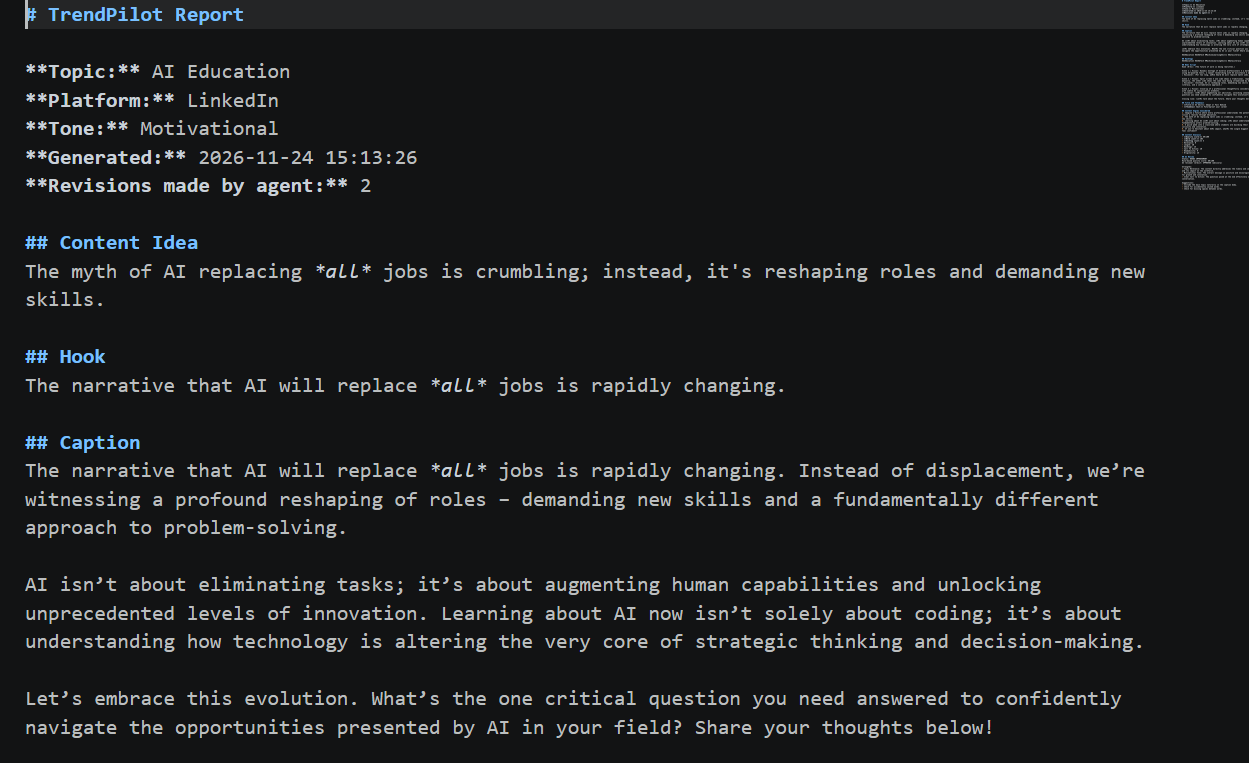 # TrendPilot Report
**Topic:** AI Education
**Platform:** LinkedIn
**Tone:** Motivational
**Generated:** 2026-11-24 15:13:26
**Revisions made by agent:** 2
## Content Idea
The myth of AI replacing *all* jobs is crumbling; instead, it's reshaping roles and demanding new
skills.
## Hook
The narrative that AI will replace *all* jobs is rapidly changing.
## Caption
The narrative that AI will replace *all* jobs is rapidly changing. Instead of displacement, we’re
witnessing a profound reshaping of roles – demanding new skills and a fundamentally different
approach to problem-solving.
AI isn’t about eliminating tasks; it’s about augmenting human capabilities and unlocking
unprecedented levels of innovation. Learning about AI now isn’t solely about coding; it’s about
understanding how technology is altering the very core of strategic thinking and decision-making.
Let’s embrace this evolution. What’s the one critical question you need answered to confidently
navigate the opportunities presented by AI in your field? Share your thoughts below!